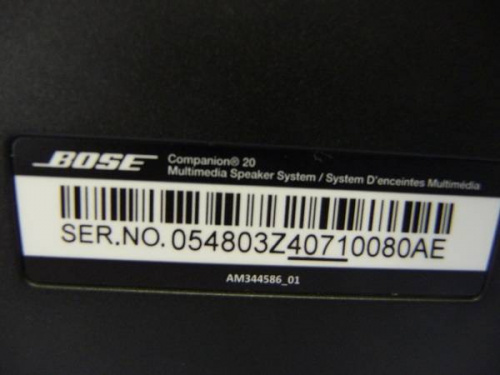 BOSE Companion® 20
Multimedia Speaker System / System D'enceintes Multimédia
SER.NO. 054803Z40710080AE
AM344586_01